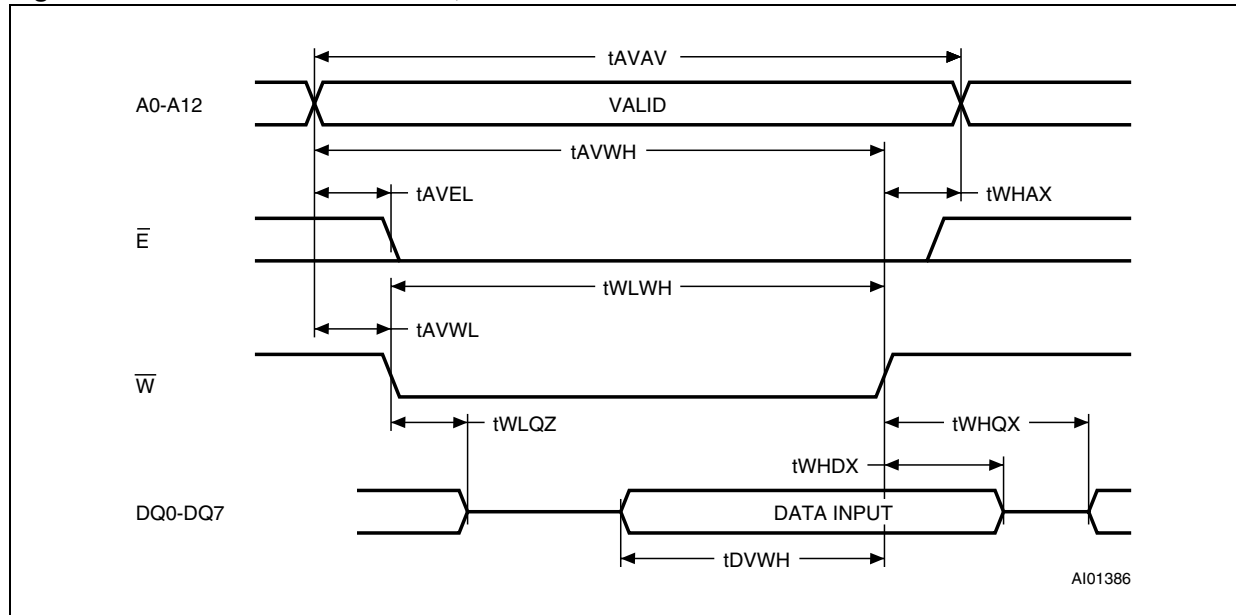 tAVAV
A0-A12
VALID
tAVWH
tAVEL
tWHAX
E̅
tWLWH
tAVWL
W̅
tWLQZ
tWHQX
tWHDX
DQ0-DQ7
DATA INPUT
tDVWH
AI01386